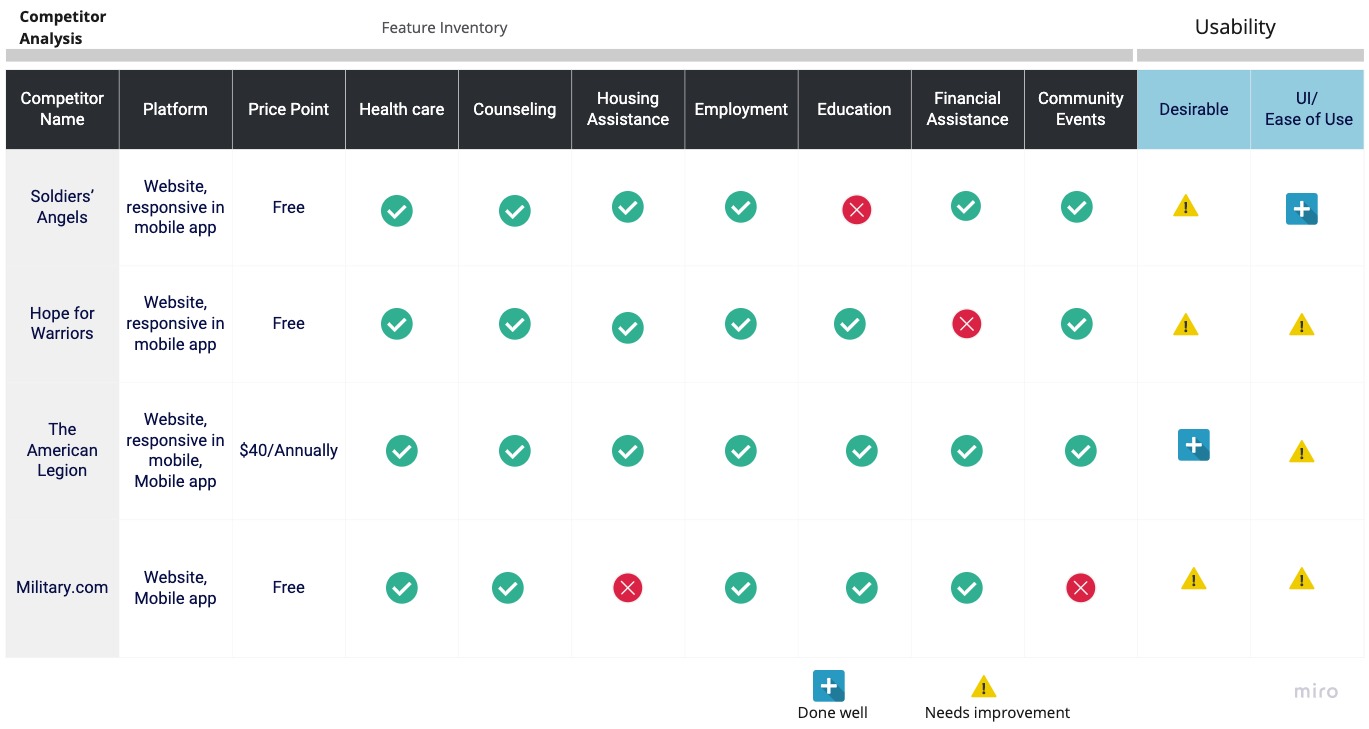 Competitor
Analysis
Feature Inventory
Usability
Competitor
Name
Platform
Price Point
Health care
Counseling
Housing
Assistance
Employment
Education
Financial
Assistance
Community
Events
Desirable
UI/
Ease of Use
Soldiers’
Angels
Website,
responsive in
mobile app
Free
Hope for
Warriors
Website,
responsive in
mobile app
Free
The
American
Legion
Website,
responsive in
mobile,
Mobile app
$40/Annually
Military.com
Website,
Mobile app
Free
Done well
Needs improvement
miro